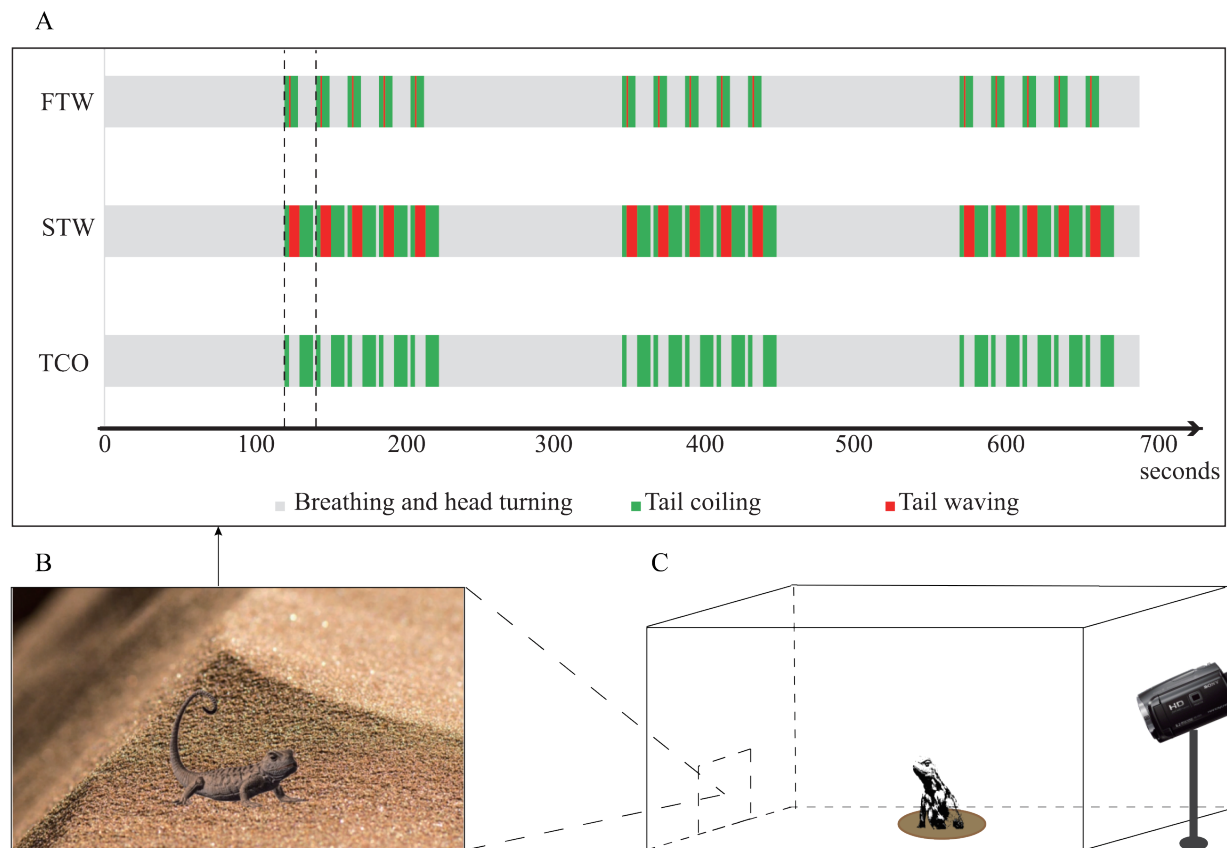 A
FTW
STW
TCO
0 100 200 300 400 500 600 700
seconds
Breathing and head turning Tail coiling Tail waving
B
C
SONY
HD